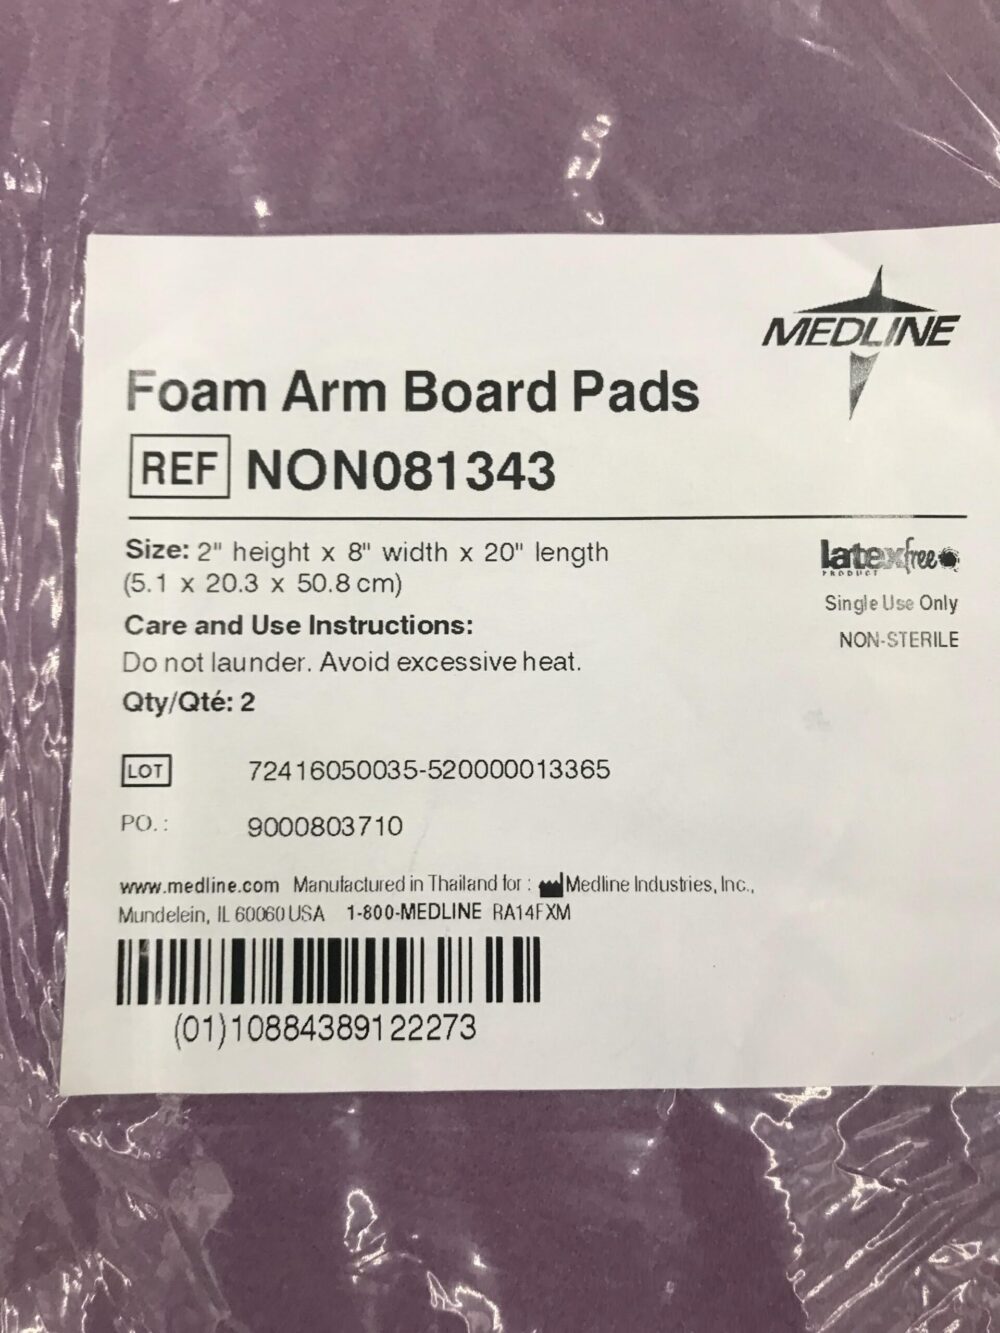 MEDLINE
Foam Arm Board Pads
REF NON081343
Size: 2" height x 8" width x 20" length
(5.1 x 20.3 x 50.8 cm)
latexfree
PRODUCT
Single Use Only
NON-STERILE
Care and Use Instructions:
Do not launder. Avoid excessive heat.
Qty/Qté: 2
LOT 72416050035-520000013365
PO.: 9000803710
www.medline.com Manufactured in Thailand for : Medline Industries, Inc.,
Mundelein, IL 60060 USA 1-800-MEDLINE RA14FXM
(01)10884389122273